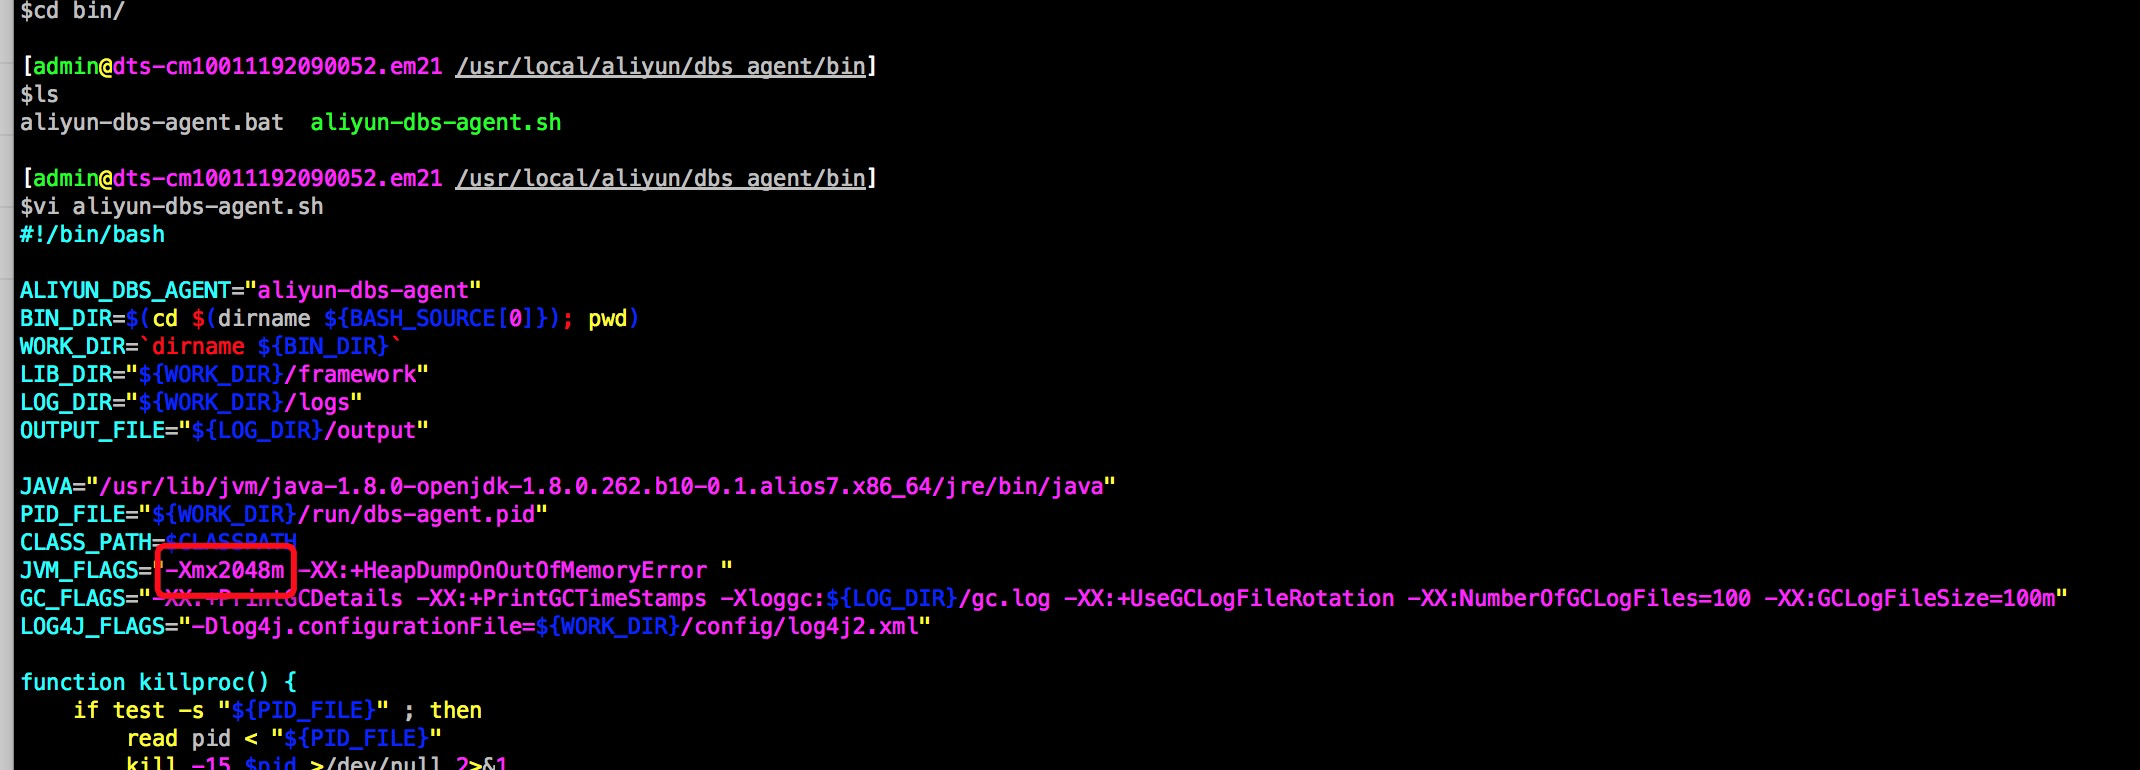 $cd bin/
[admin@dts-cm10011192090052.em21 /usr/local/aliyun/dbs_agent/bin]
$ls
aliyun-dbs-agent.bat  aliyun-dbs-agent.sh
[admin@dts-cm10011192090052.em21 /usr/local/aliyun/dbs_agent/bin]
$vi aliyun-dbs-agent.sh
#!/bin/bash
ALIYUN_DBS_AGENT="aliyun-dbs-agent"
BIN_DIR=$(cd $(dirname ${BASH_SOURCE[0]}); pwd)
WORK_DIR=`dirname ${BIN_DIR}`
LIB_DIR="${WORK_DIR}/framework"
LOG_DIR="${WORK_DIR}/logs"
OUTPUT_FILE="${LOG_DIR}/output"
JAVA="/usr/lib/jvm/java-1.8.0-openjdk-1.8.0.262.b10-0.1.alios7.x86_64/jre/bin/java"
PID_FILE="${WORK_DIR}/run/dbs-agent.pid"
CLASS_PATH=$CLASSPATH
JVM_FLAGS="-Xmx2048m -XX:+HeapDumpOnOutOfMemoryError "
GC_FLAGS="-XX:+PrintGCDetails -XX:+PrintGCTimeStamps -Xloggc:${LOG_DIR}/gc.log -XX:+UseGCLogFileRotation -XX:NumberOfGCLogFiles=100 -XX:GCLogFileSize=100m"
LOG4J_FLAGS="-Dlog4j.configurationFile=${WORK_DIR}/config/log4j2.xml"
function killproc() {
    if test -s "${PID_FILE}" ; then
        read pid < "${PID_FILE}"
        kill -15 $pid >/dev/null 2>&1